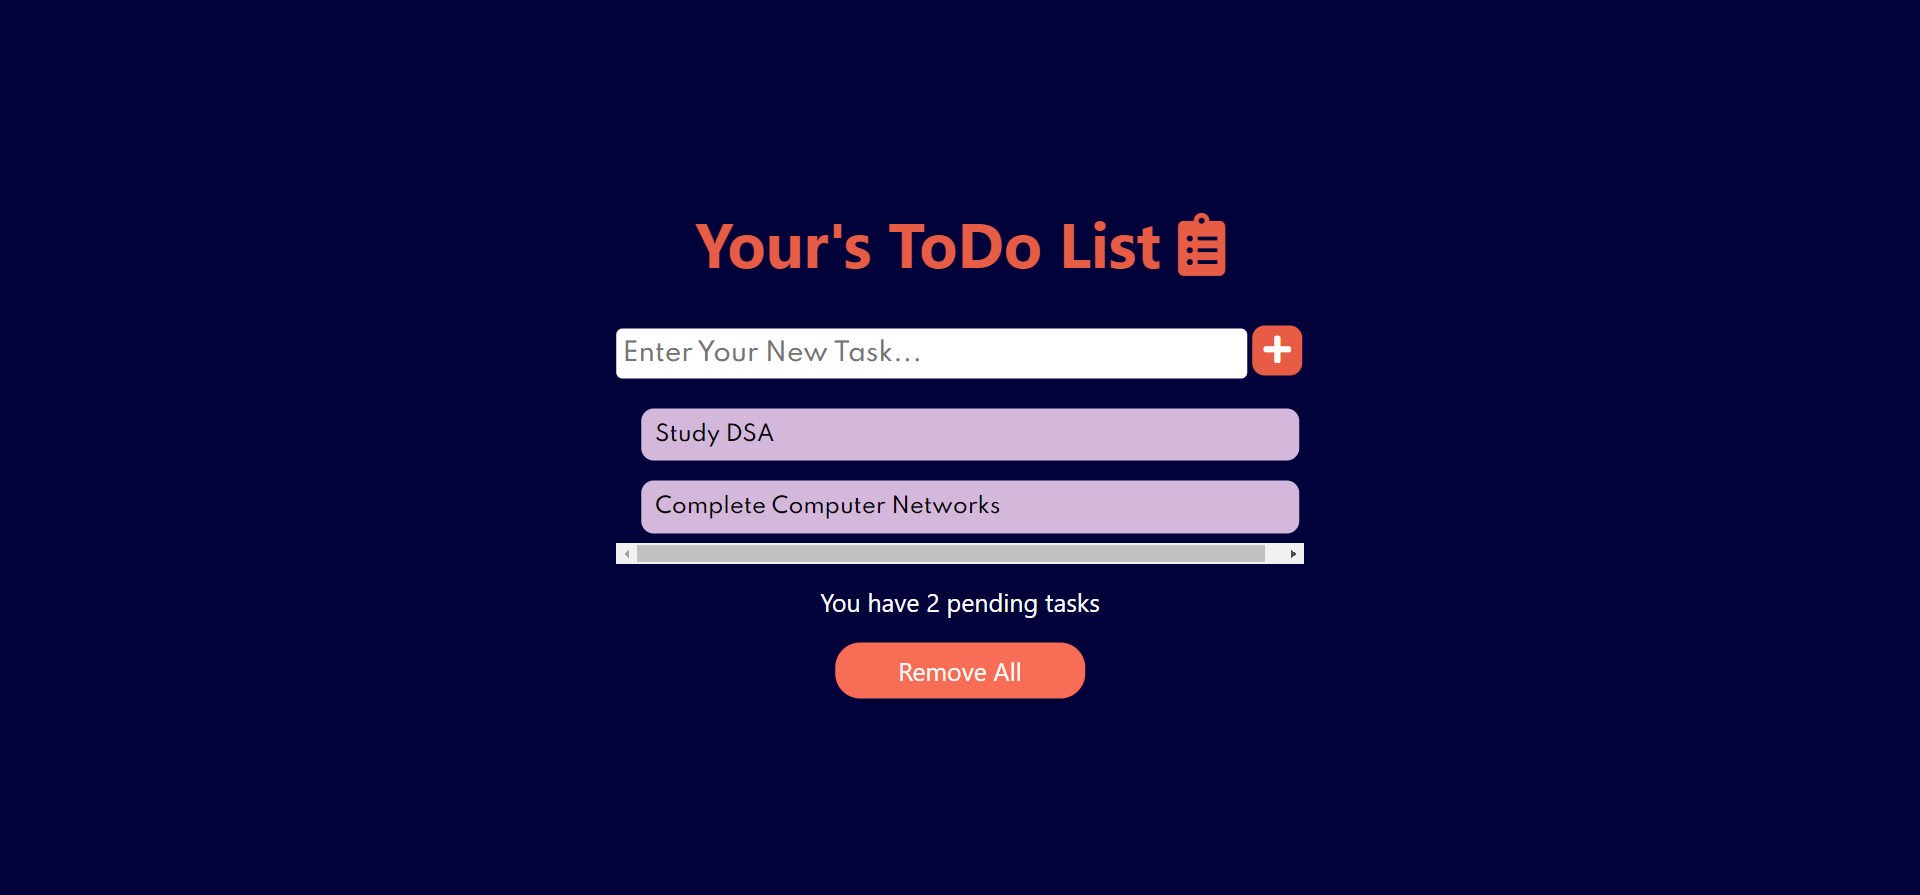 Your's ToDo List
Enter Your New Task...
Study DSA
Complete Computer Networks
You have 2 pending tasks
Remove All